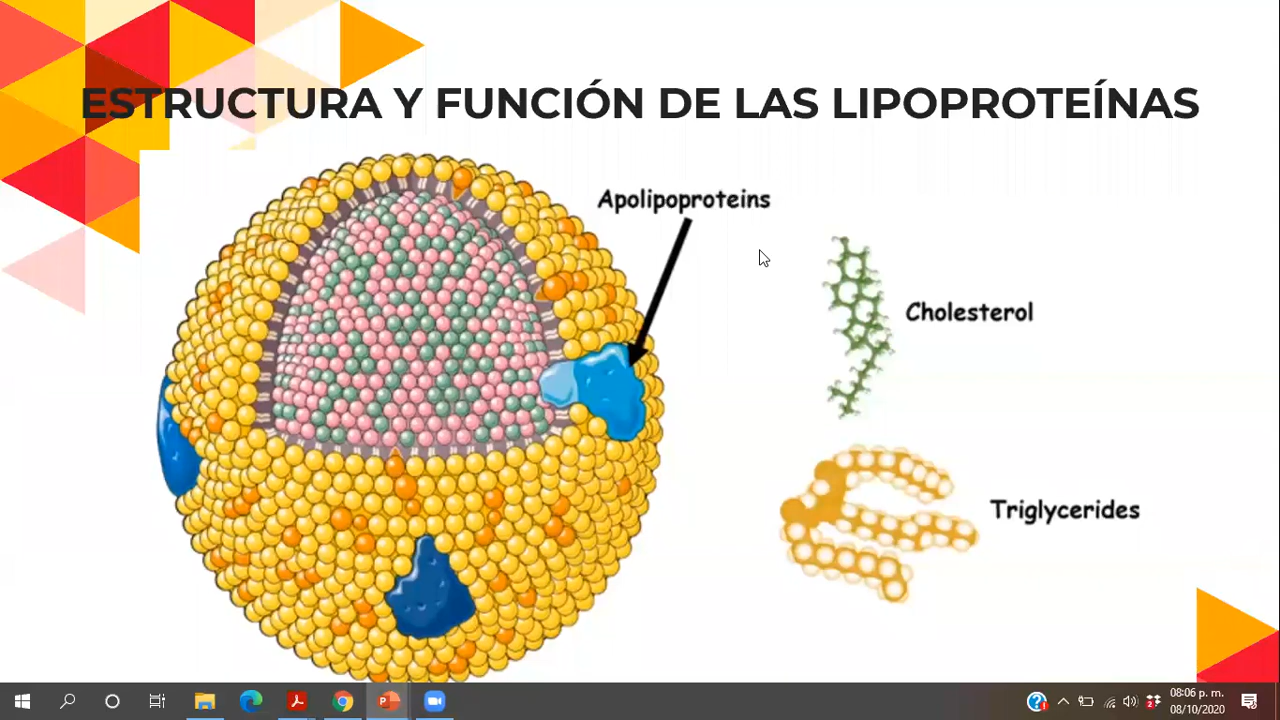 ESTRUCTURA Y FUNCIÓN DE LAS LIPOPROTEÍNAS
Apolipoproteins
Cholesterol
Triglycerides
08:06 p. m.
08/10/2020